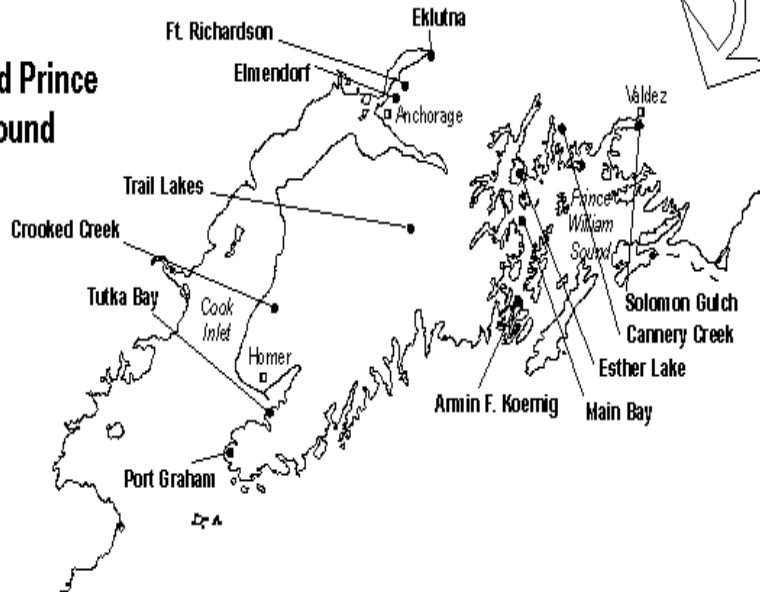 Eklutna
Ft. Richardson
d Prince
ound
Elmendorf
Anchorage
Valdez
Trail Lakes
Prince
William
Sound
Crooked Creek
Tutka Bay
Cook
Inlet
Solomon Gulch
Cannery Creek
Homer
Esther Lake
Armin F. Koernig
Main Bay
Port Graham